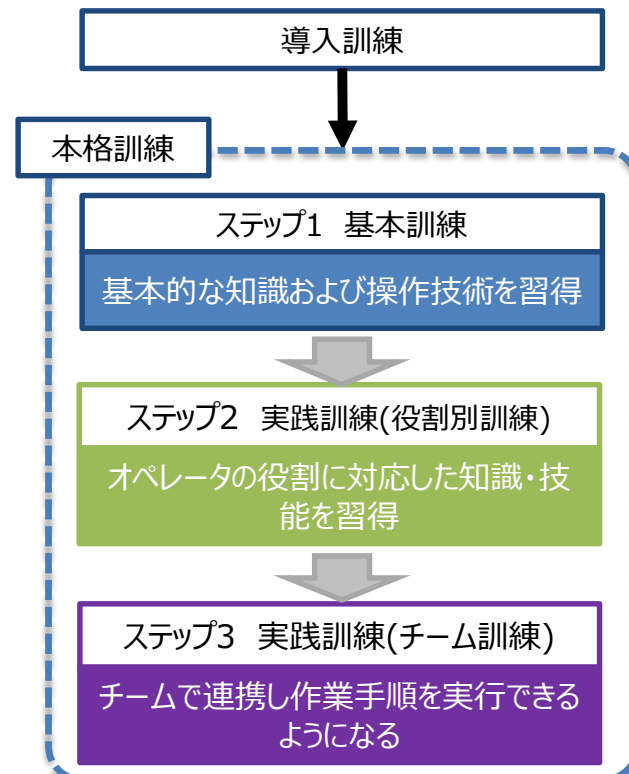 導入訓練
本格訓練
ステップ1 基本訓練
基本的な知識および操作技術を習得
ステップ2 実践訓練(役割別訓練)
オペレータの役割に対応した知識・技
能を習得
ステップ3 実践訓練(チーム訓練)
チームで連携し作業手順を実行できる
ようになる